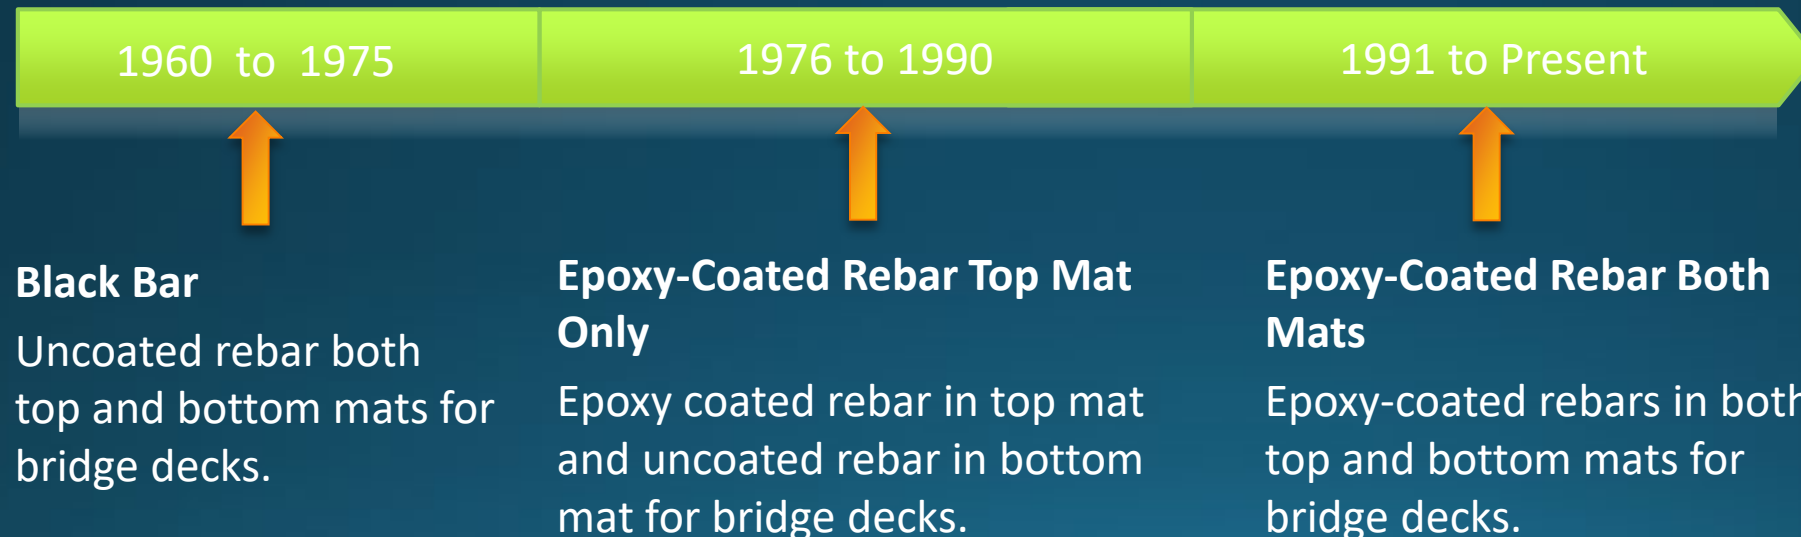 1960 to 1975
1976 to 1990
1991 to Present
Black Bar
Uncoated rebar both
top and bottom mats for
bridge decks.
Epoxy-Coated Rebar Top Mat
Only
Epoxy coated rebar in top mat
and uncoated rebar in bottom
mat for bridge decks.
Epoxy-Coated Rebar Both
Mats
Epoxy-coated rebars in both
top and bottom mats for
bridge decks.